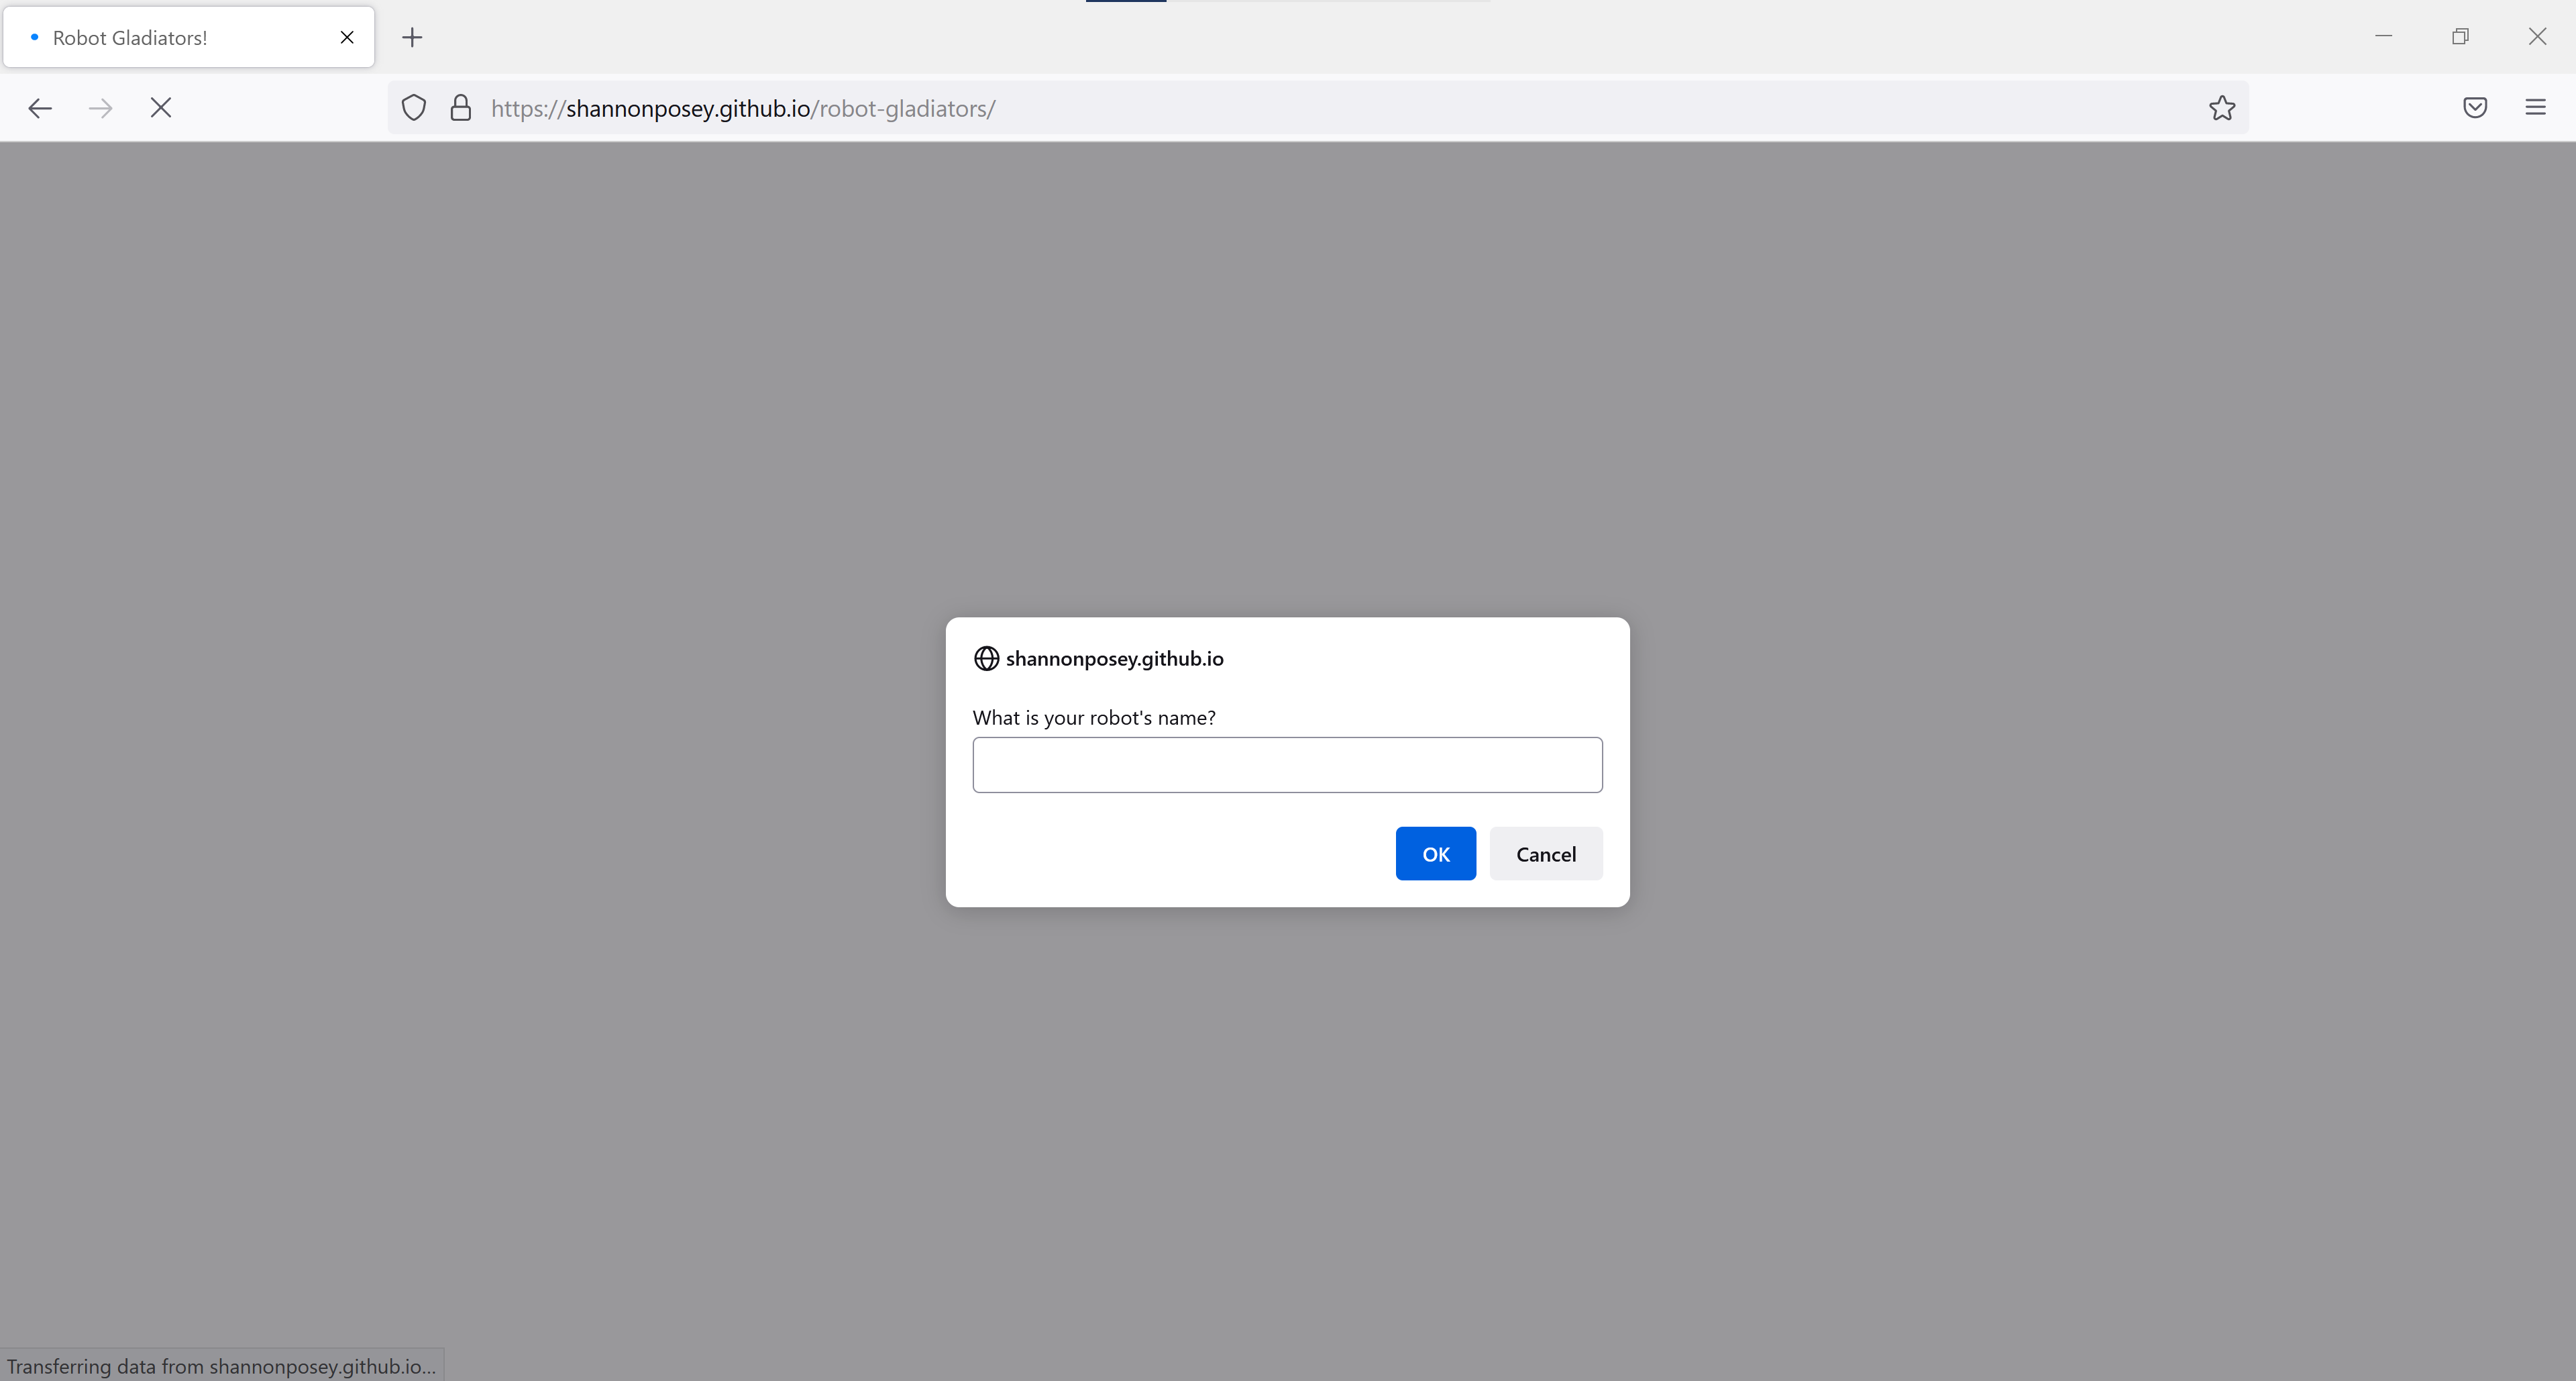 Robot Gladiators!
https://shannonposey.github.io/robot-gladiators/
shannonposey.github.io
What is your robot's name?
OK
Cancel
Transferring data from shannonposey.github.io...